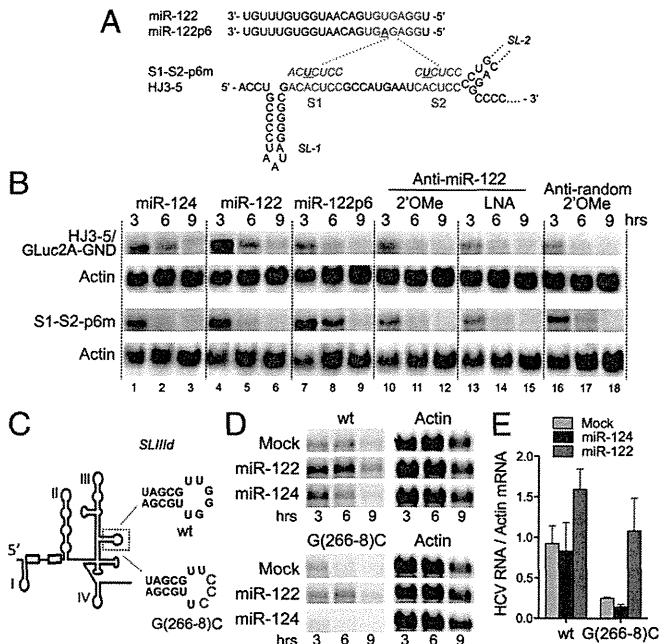 A
miR-122 3'- UGUUUGUGGUAACAGUGUGAGGU -5'
miR-122p6 3'- UGUUUGUGGUAACAGUGAGAGGU -5'
S1-S2-p6m ACUCUCC CUCUCC
HJ3-5 5' - ACCU GACACUCCGCCAUGAAUCACUCC CCCC.... - 3'
S1 S2
SL-1
SL-2
B
Anti-miR-122 Anti-random
miR-124 miR-122 miR-122p6 2'OMe LNA 2'OMe
3 6 9 3 6 9 3 6 9 3 6 9 3 6 9 3 6 9 hrs
HJ3-5/
GLuc2A-GND
Actin
S1-S2-p6m
Actin
1 2 3 4 5 6 7 8 9 10 11 12 13 14 15 16 17 18
C
SLIIId
5'
I
II
III
IV
UAGCG
AGCGU
wt
UAGCG
AGCGU
G(266-8)C
D
wt Actin
Mock
miR-122
miR-124
hrs 3 6 9 3 6 9
G(266-8)C Actin
Mock
miR-122
miR-124
hrs 3 6 9 3 6 9
E
Mock
miR-124
miR-122
HCV RNA / Actin mRNA
2.0
1.5
1.0
0.5
0.0
wt G(266-8)C